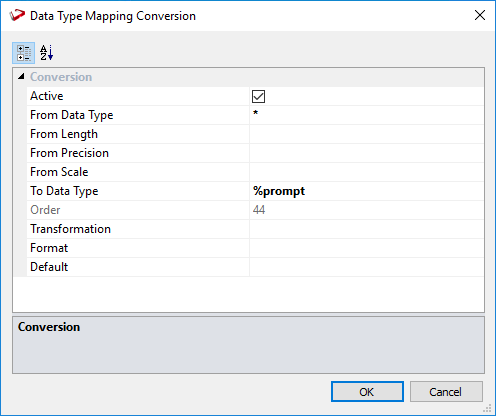 Data Type Mapping Conversion
A
Z
Conversion
Active
From Data Type *
From Length
From Precision
From Scale
To Data Type %prompt
Order 44
Transformation
Format
Default
Conversion
OK Cancel